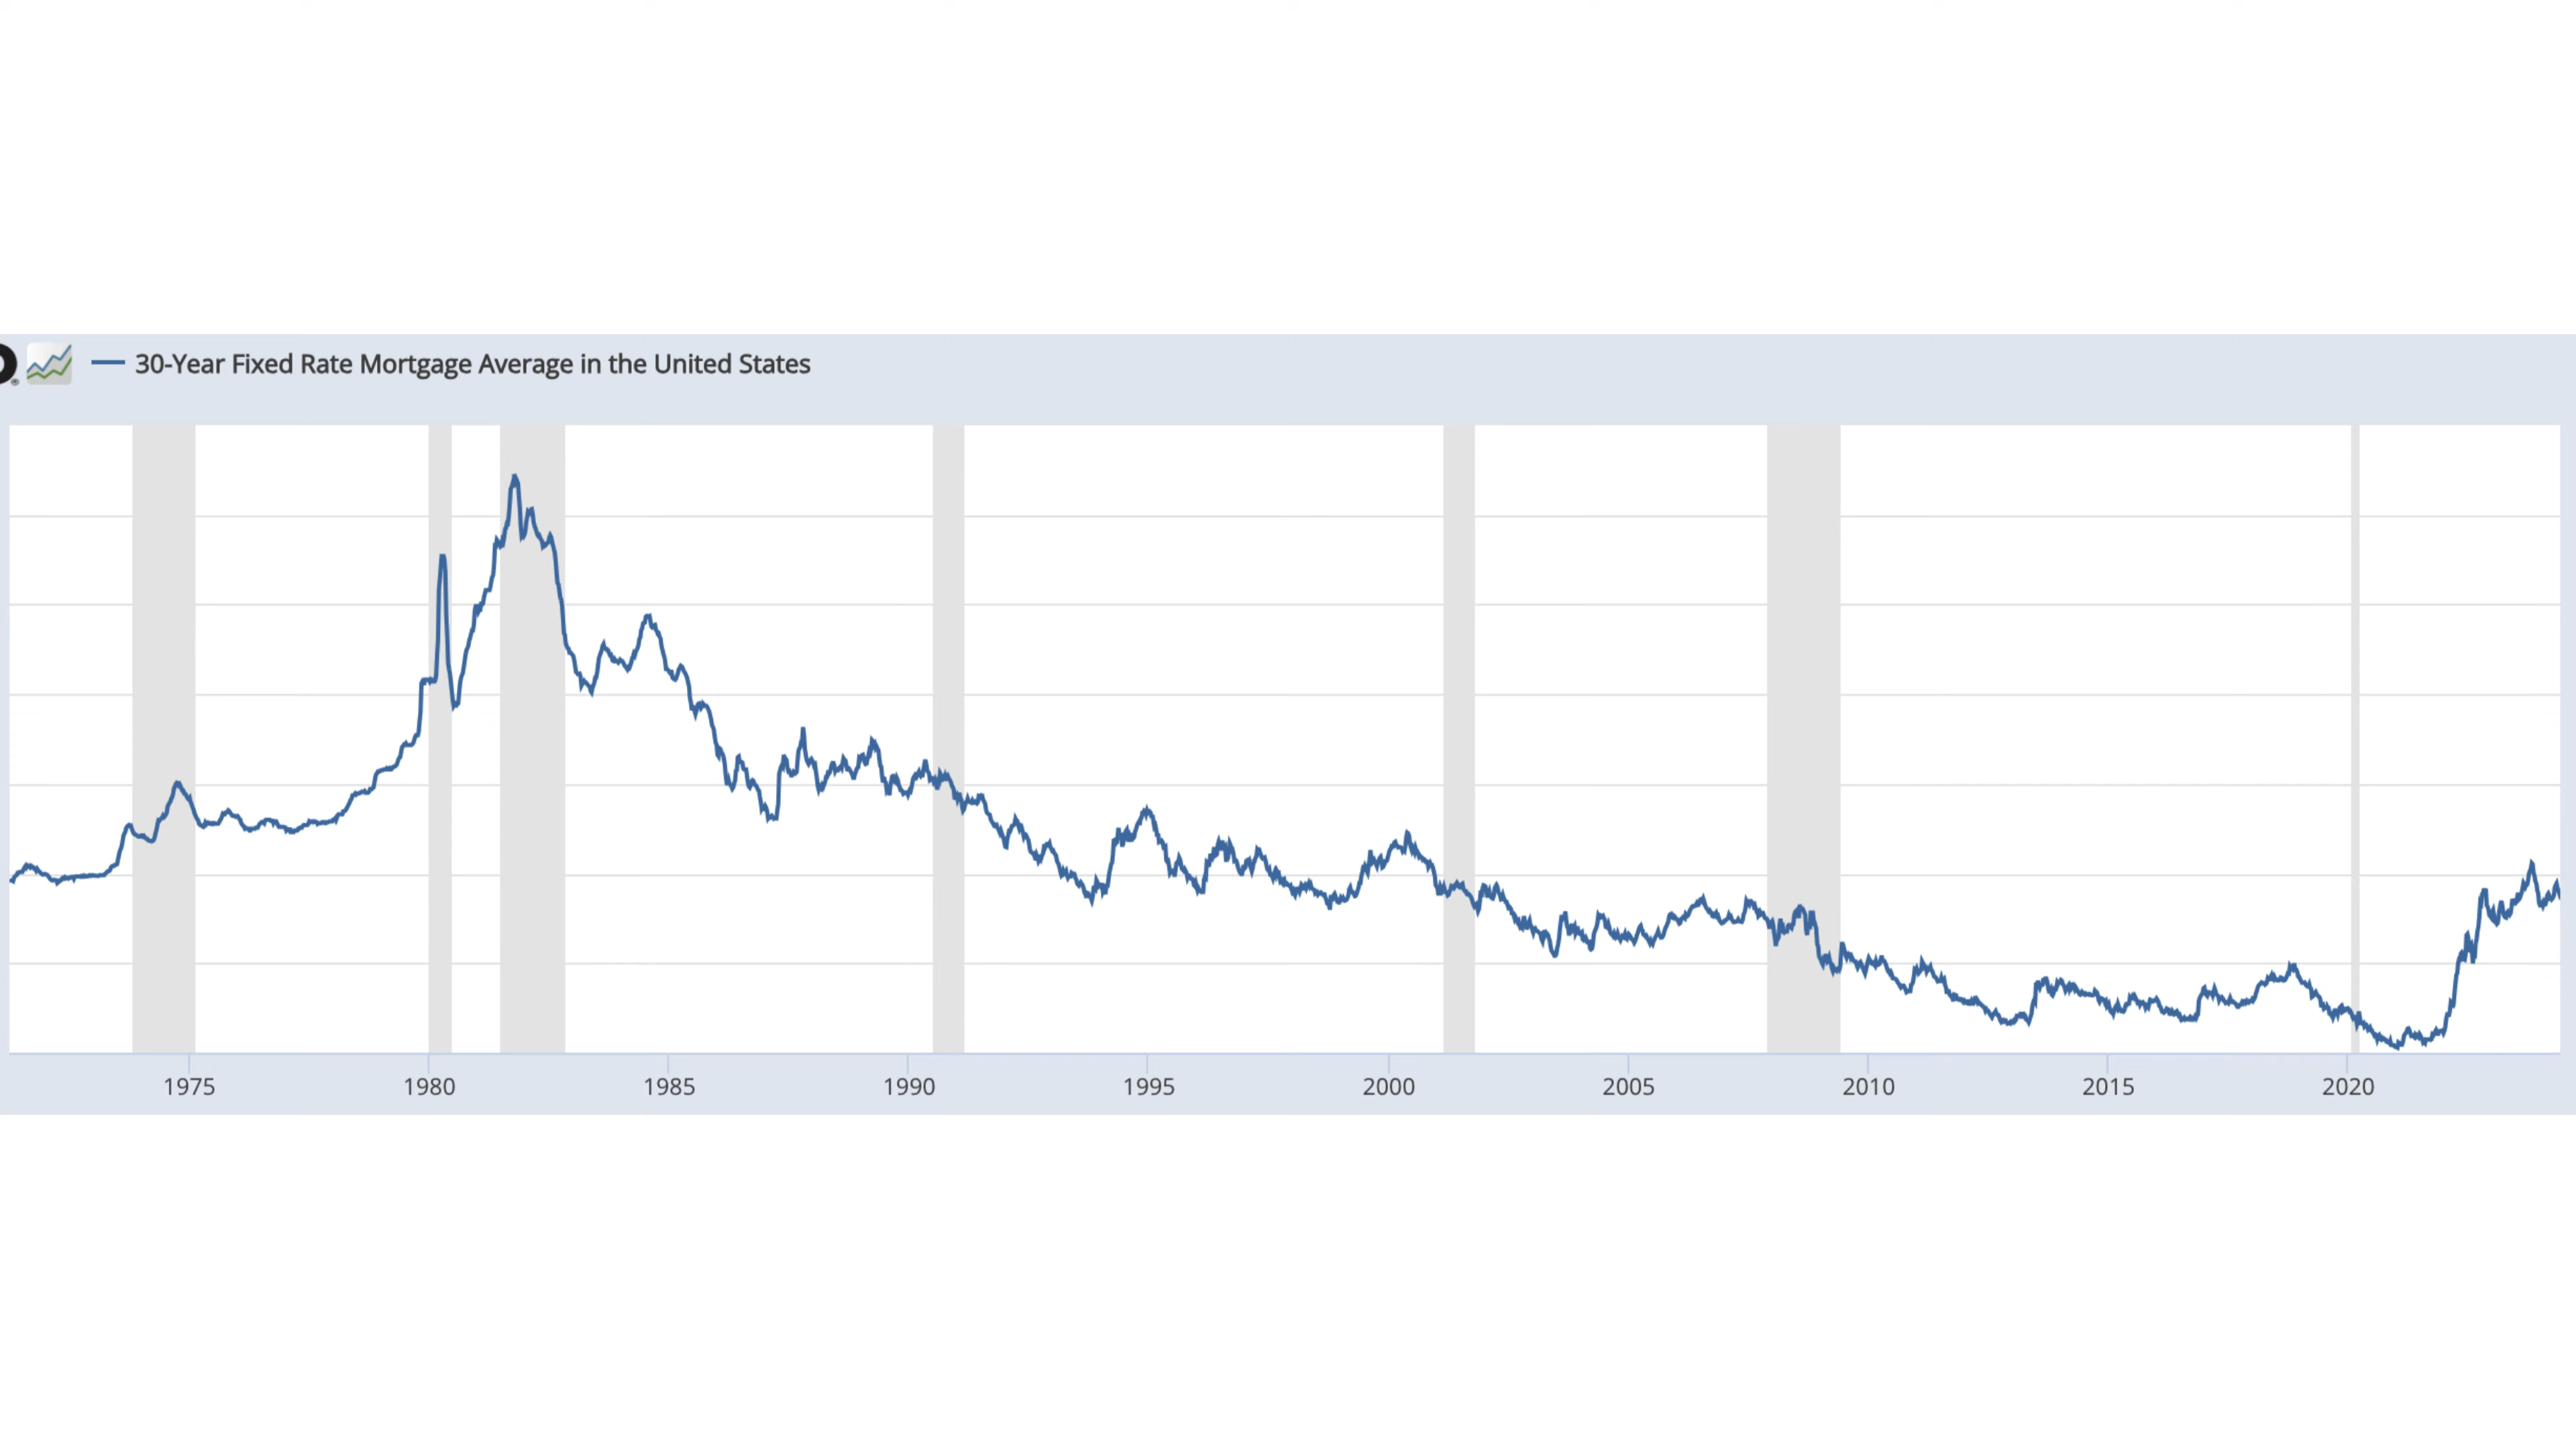 30-Year Fixed Rate Mortgage Average in the United States
1975 1980 1985 1990 1995 2000 2005 2010 2015 2020